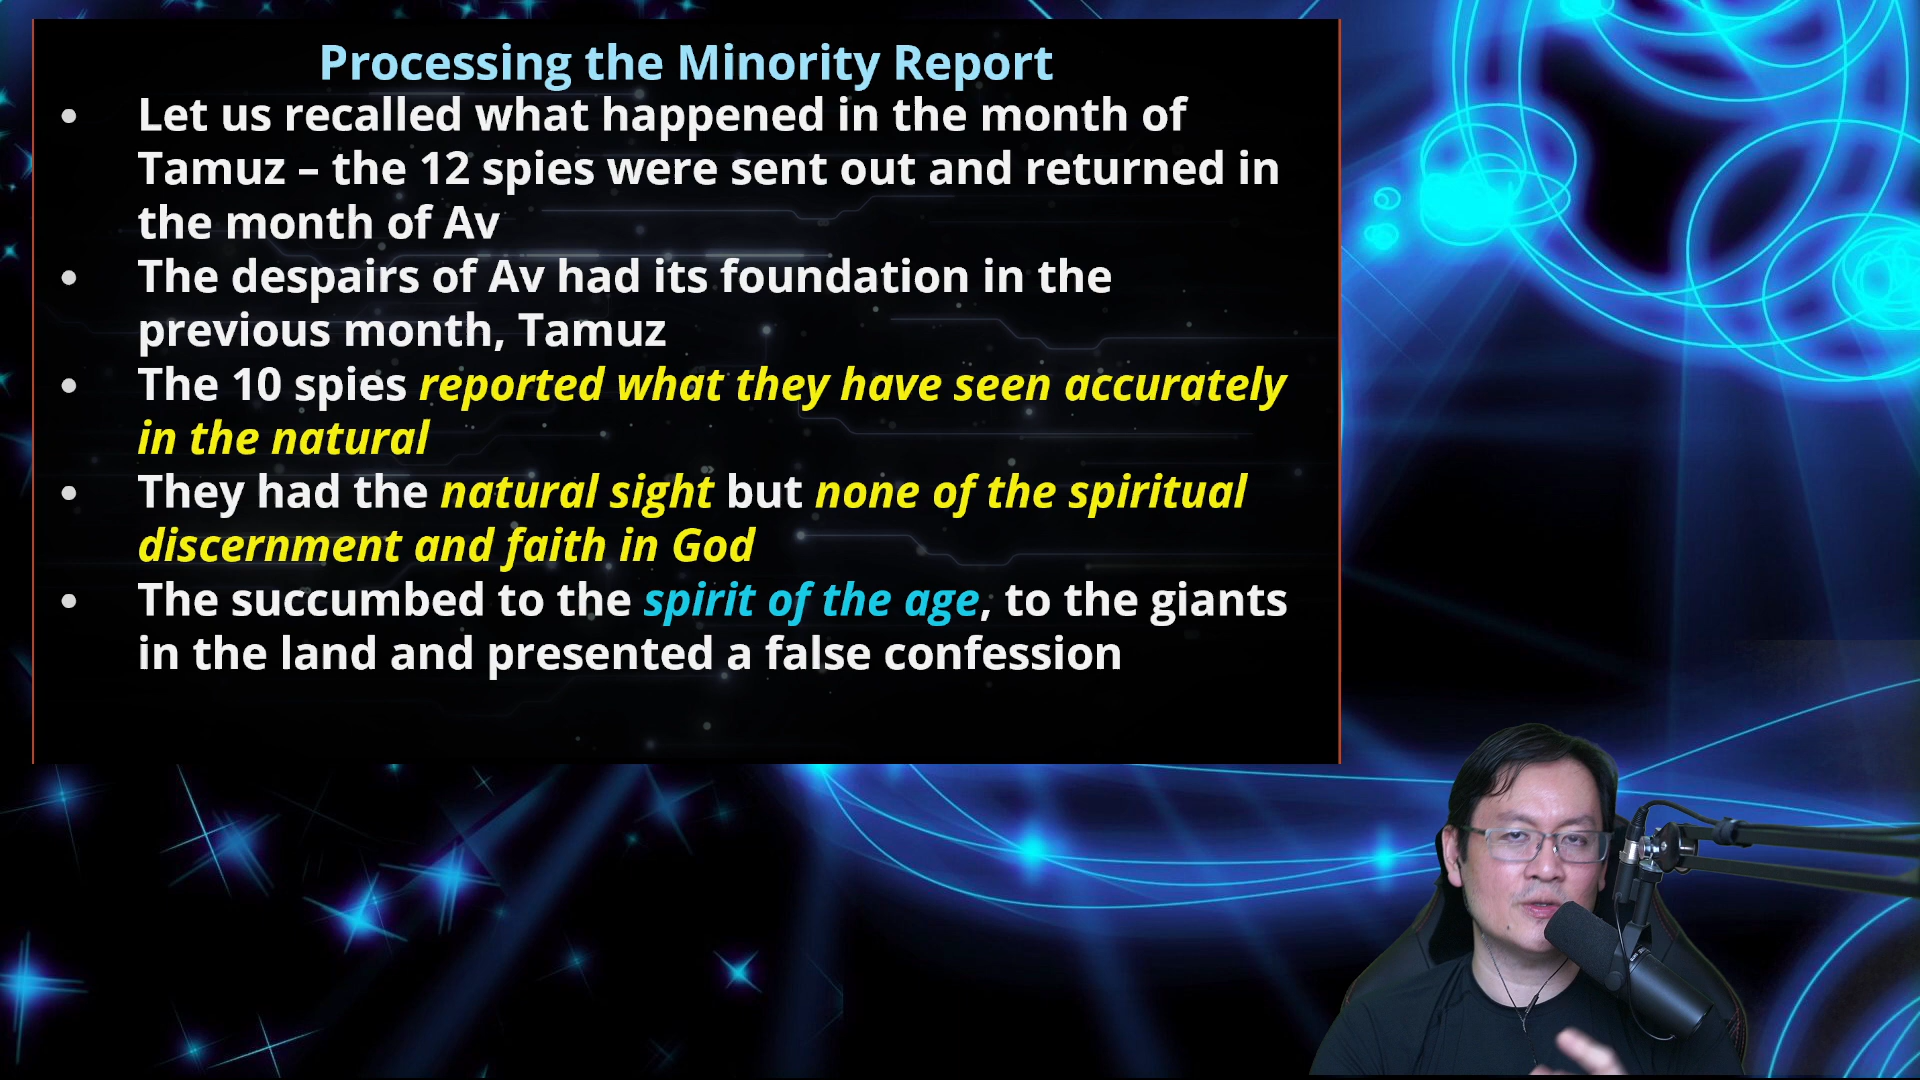 Processing the Minority Report
• Let us recalled what happened in the month of
Tamuz – the 12 spies were sent out and returned in
the month of Av
• The despairs of Av had its foundation in the
previous month, Tamuz
• The 10 spies reported what they have seen accurately
in the natural
• They had the natural sight but none of the spiritual
discernment and faith in God
• The succumbed to the spirit of the age, to the giants
in the land and presented a false confession